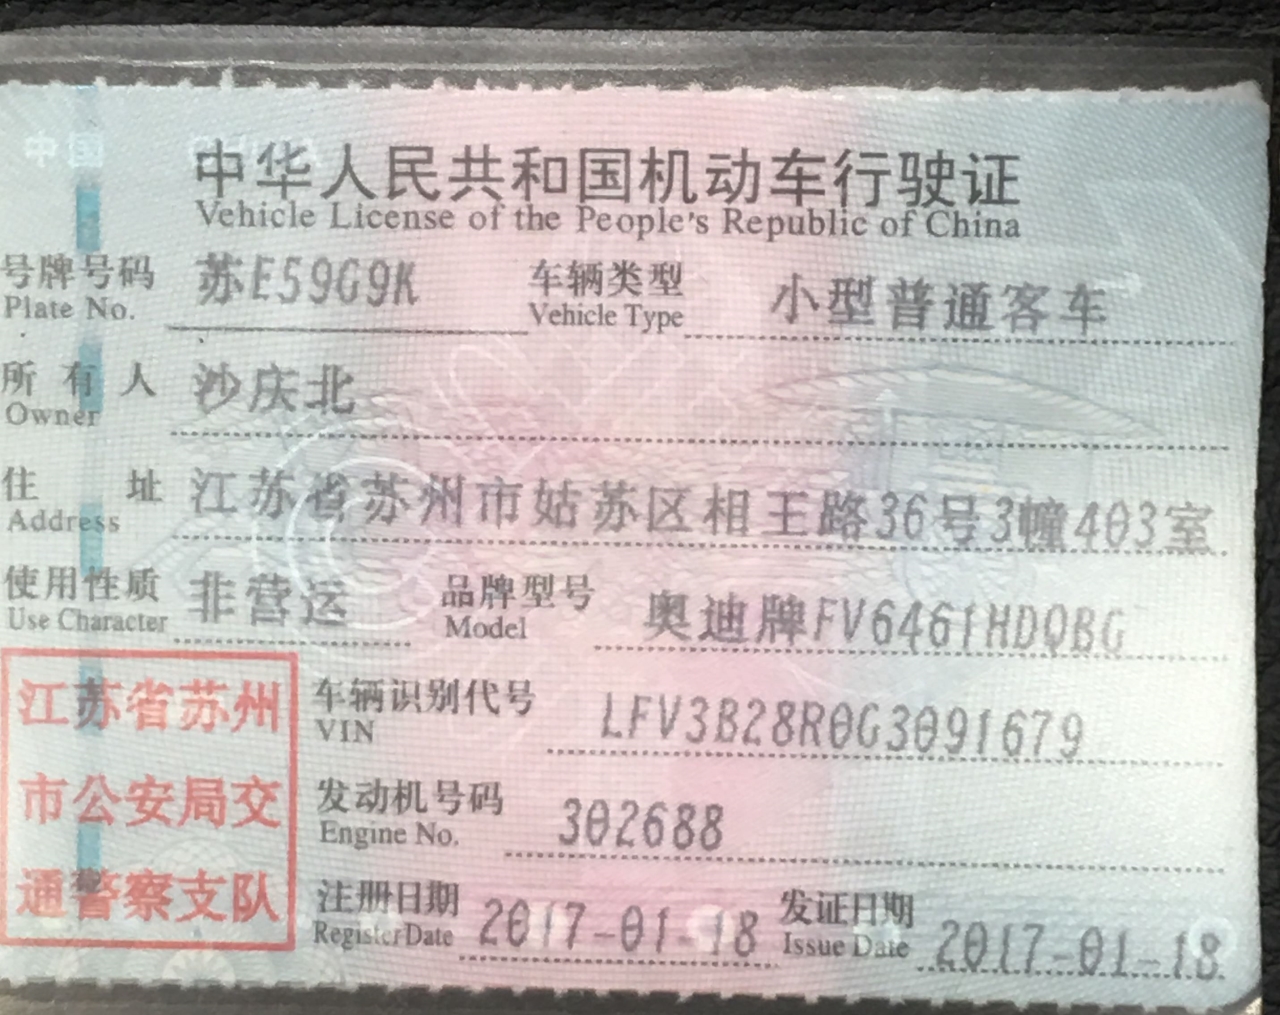 中国 CHINA
中华人民共和国机动车行驶证
Vehicle License of the People's Republic of China
号牌号码 苏E59G9K 车辆类型 小型普通客车
Plate No. Vehicle Type
所有人 沙庆北
Owner
住址 江苏省苏州市姑苏区相王路36号3幢403室
Address
使用性质 非营运 品牌型号 奥迪牌FV6461HDQBG
Use Character Model
江苏省苏州
市公安局交
通警察支队
车辆识别代号 LFV3B28R0G3091679
VIN
发动机号码 302688
Engine No.
注册日期 2017-01-18 发证日期 2017-01-18
Register Date Issue Date